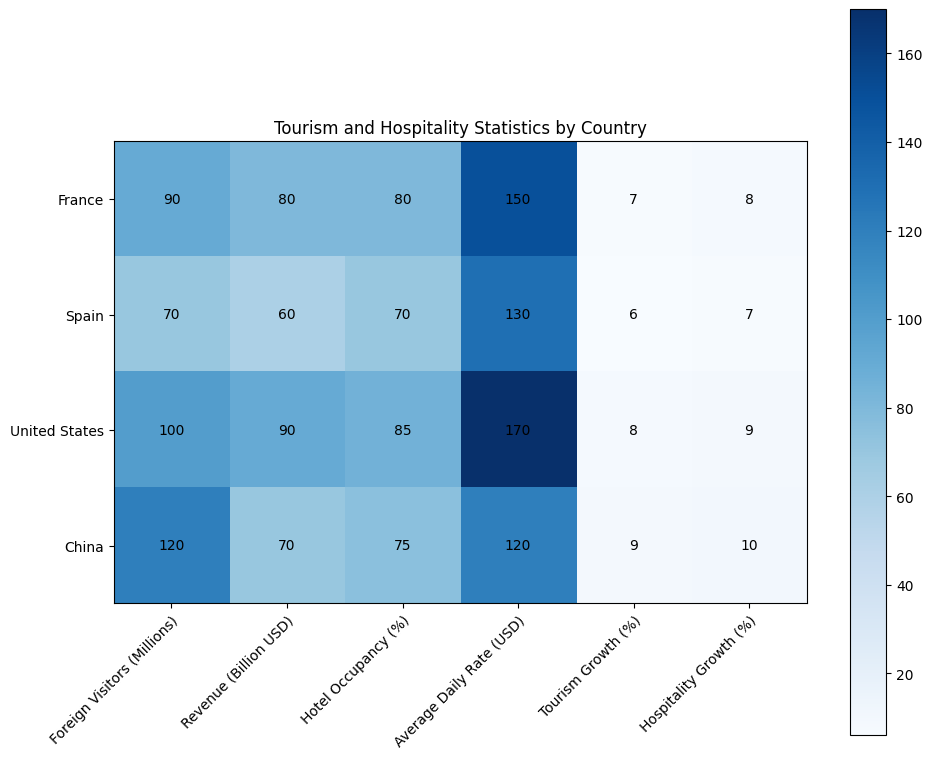 Tourism and Hospitality Statistics by Country
France 90 80 80 150 7 8
Spain 70 60 70 130 6 7
United States 100 90 85 170 8 9
China 120 70 75 120 9 10
Foreign Visitors (Millions)
Revenue (Billion USD)
Hotel Occupancy (%)
Average Daily Rate (USD)
Tourism Growth (%)
Hospitality Growth (%)
160
140
120
100
80
60
40
20